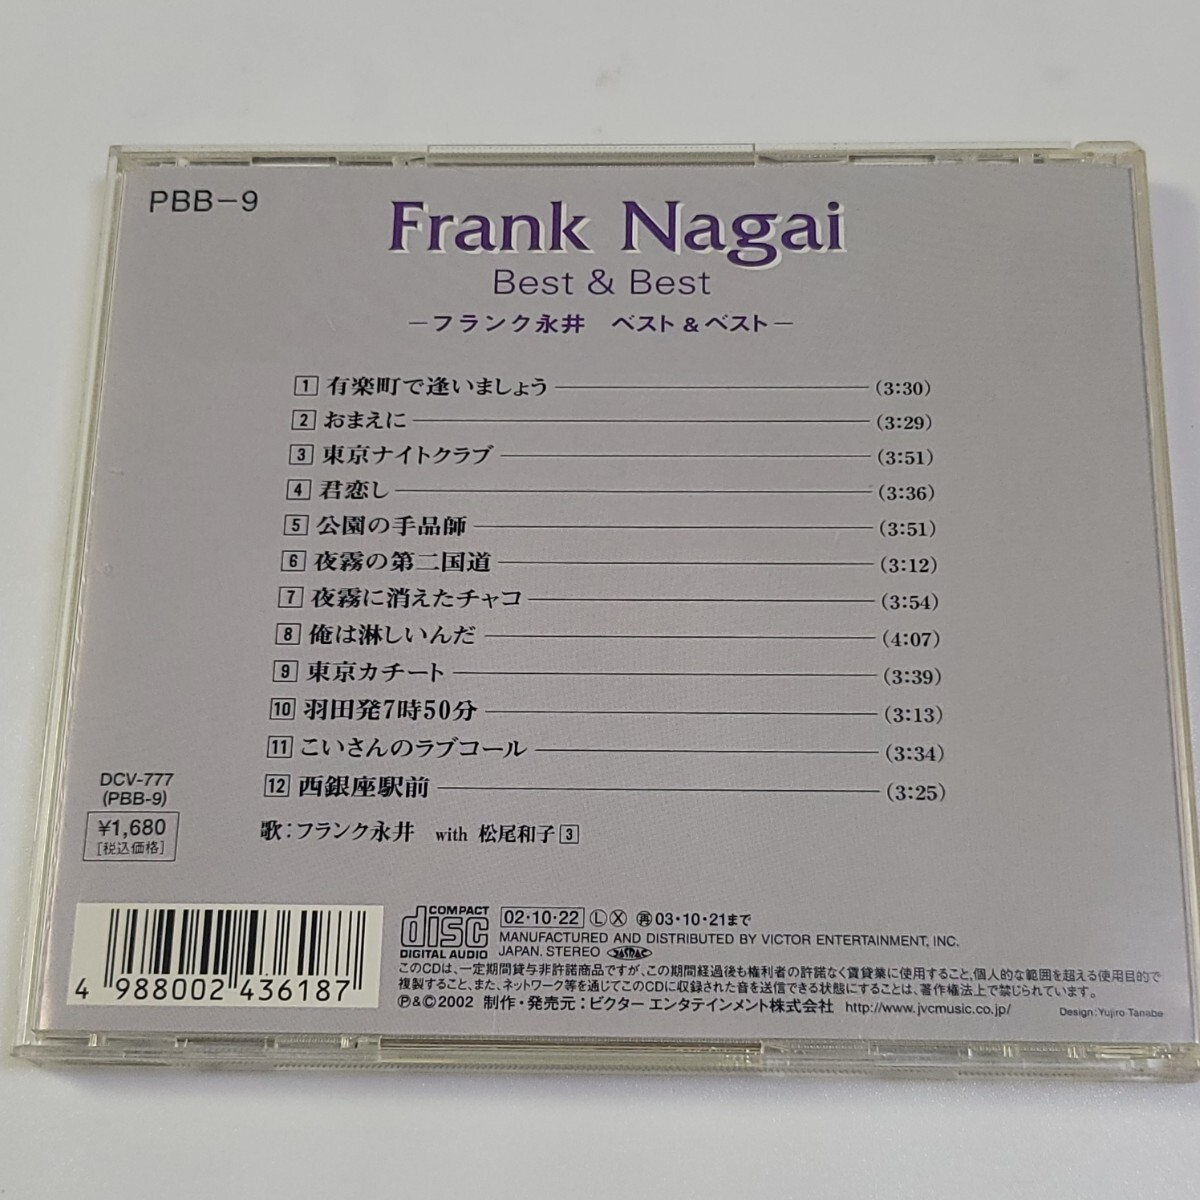 PBB-9
Frank Nagai
Best & Best
-フランク永井　ベスト&ベスト-
1 有楽町で逢いましょう (3:30)
2 おまえに (3:29)
3 東京ナイトクラブ (3:51)
4 君恋し (3:36)
5 公園の手品師 (3:51)
6 夜霧の第二国道 (3:12)
7 夜霧に消えたチャコ (3:54)
8 俺は淋しいんだ (4:07)
9 東京カチート (3:39)
10 羽田発7時50分 (3:13)
11 こいさんのラブコール (3:34)
12 西銀座駅前 (3:25)
歌：フランク永井 with 松尾和子 3
DCV-777
(PBB-9)
¥1,680
[税込価格]
4 988002 436187
COMPACT
disc
DIGITAL AUDIO
02・10・22 Ⓛ Ⓧ ㊢03・10・21まで
MANUFACTURED AND DISTRIBUTED BY VICTOR ENTERTAINMENT, INC.
JAPAN. STEREO JASRAC
このCDは、一定期間貸与非許諾商品ですが、この期間経過後も権利者の許諾なく賃貸業に使用すること、個人的な範囲を超える使用目的で
複製すること、また、ネットワーク等を通じてこのCDに収録された音を送信できる状態にすることは、著作権法上で禁じられています。
Ⓟ&©2002 制作・発売元：ビクター エンタテインメント株式会社 http://www.jvcmusic.co.jp/ Design:Yujiro Tanabe